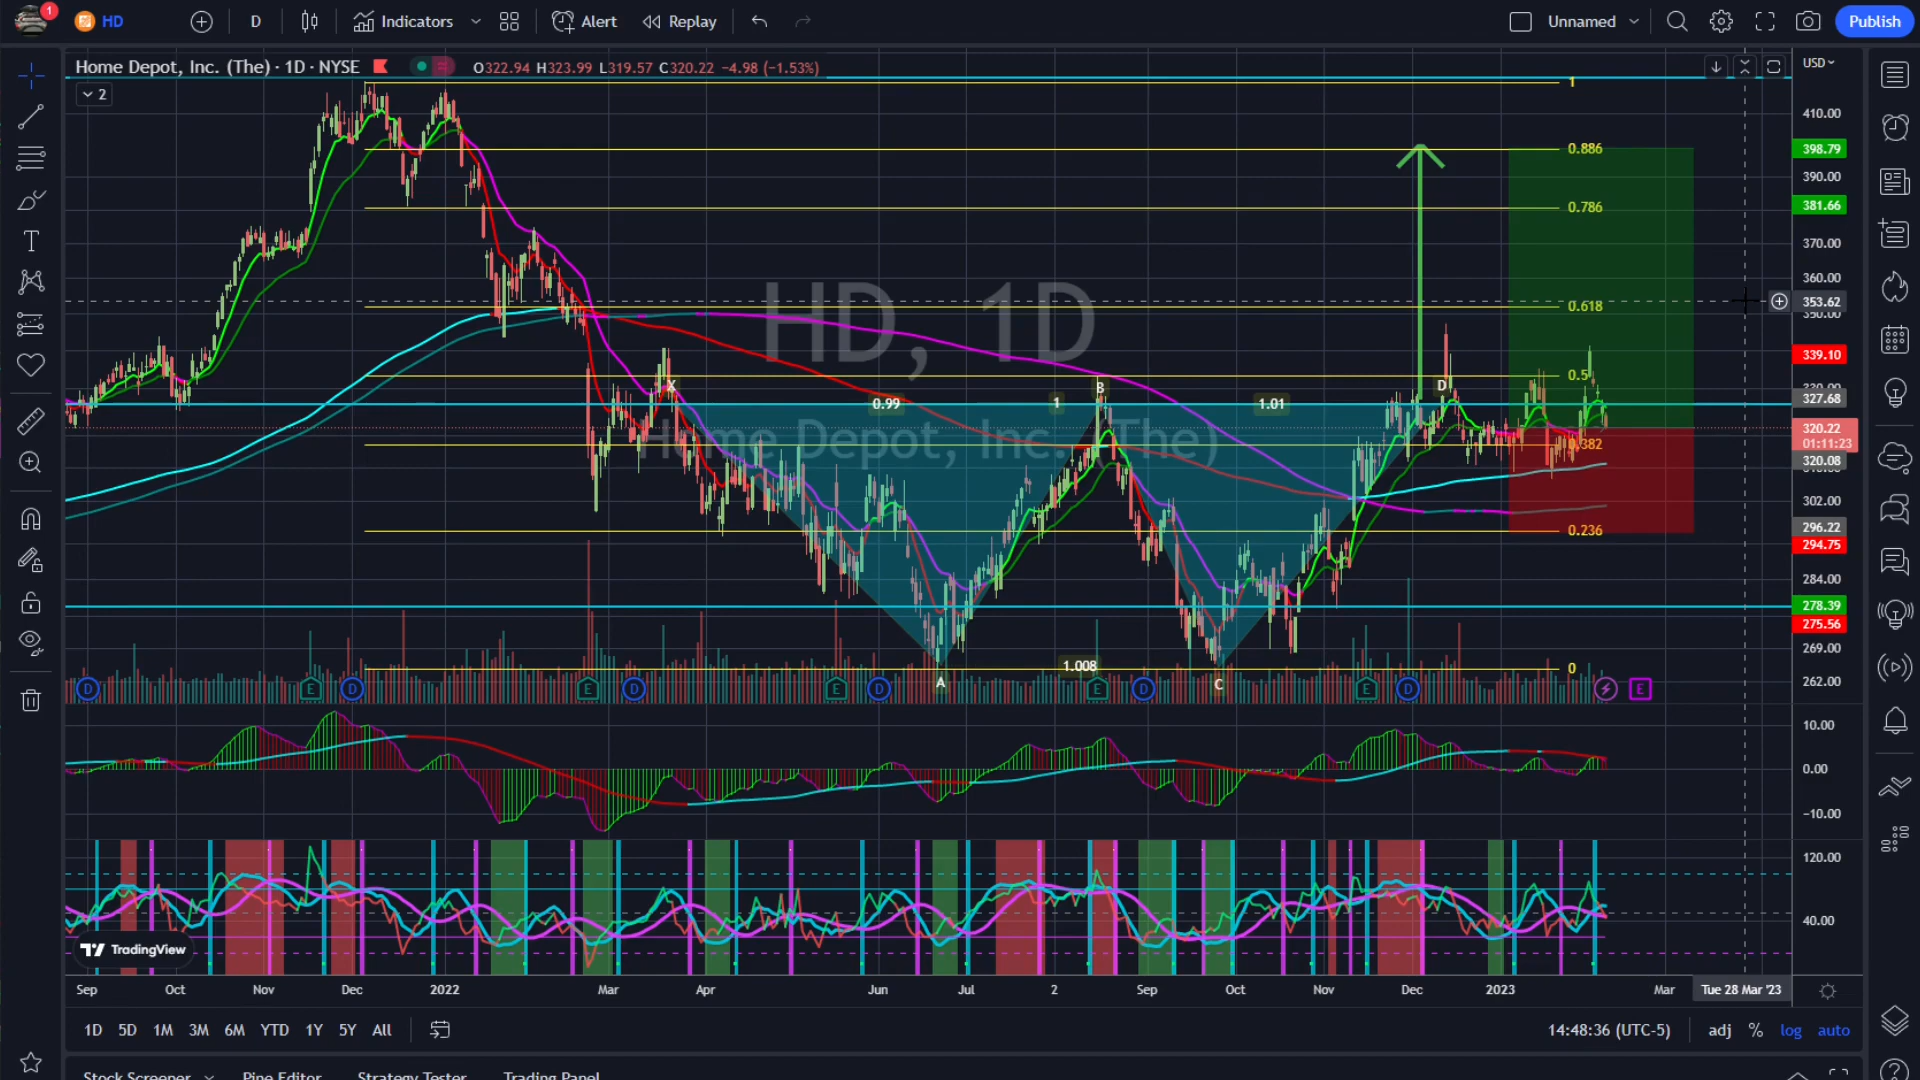 1
HD
D
Indicators
Alert
Replay
Unnamed
Publish
Home Depot, Inc. (The) · 1D · NYSE
O322.94 H323.99 L319.57 C320.22 −4.98 (−1.53%)
USD
2
1
410.00
0.886
398.79
390.00
0.786
381.66
370.00
360.00
353.62
0.618
350.00
HD, 1D
339.10
0.5
X
B
D
330.00
0.99
1
1.01
327.68
320.22
01:11:23
Home Depot, Inc. (The)
0.382
320.08
302.00
0.236
296.22
294.75
284.00
278.39
275.56
269.00
1.008
0
A
C
262.00
D E D E D E D E D E D E
10.00
0.00
−10.00
120.00
40.00
TradingView
Sep Oct Nov Dec 2022 Mar Apr Jun Jul 2 Sep Oct Nov Dec 2023 Mar Tue 28 Mar '23
1D 5D 1M 3M 6M YTD 1Y 5Y All
14:48:36 (UTC-5) adj % log auto
Stock Screener Pine Editor Strategy Tester Trading Panel